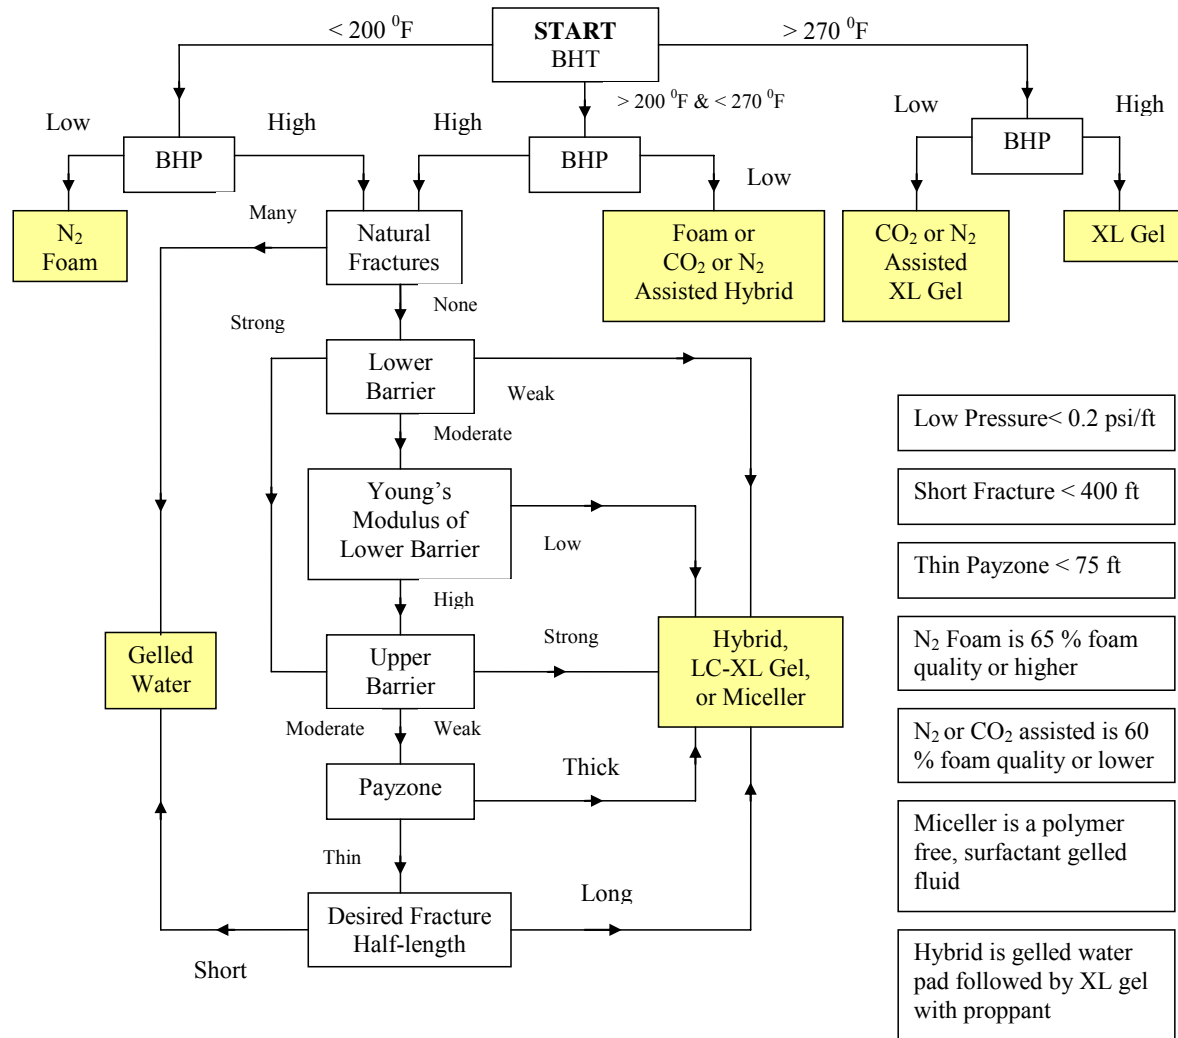 < 200 ⁰F
START
BHT
> 270 ⁰F
> 200 ⁰F & < 270 ⁰F
Low
High
High
Low
High
BHP
BHP
BHP
Low
N₂
Foam
Many
Natural
Fractures
Foam or
CO₂ or N₂
Assisted Hybrid
CO₂ or N₂
Assisted
XL Gel
XL Gel
None
Strong
Lower
Barrier
Weak
Moderate
Young's
Modulus of
Lower Barrier
Low
High
Gelled
Water
Upper
Barrier
Strong
Hybrid,
LC-XL Gel,
or Miceller
Moderate
Weak
Payzone
Thick
Thin
Desired Fracture
Half-length
Long
Short
Low Pressure< 0.2 psi/ft
Short Fracture < 400 ft
Thin Payzone < 75 ft
N₂ Foam is 65 % foam
quality or higher
N₂ or CO₂ assisted is 60
% foam quality or lower
Miceller is a polymer
free, surfactant gelled
fluid
Hybrid is gelled water
pad followed by XL gel
with proppant